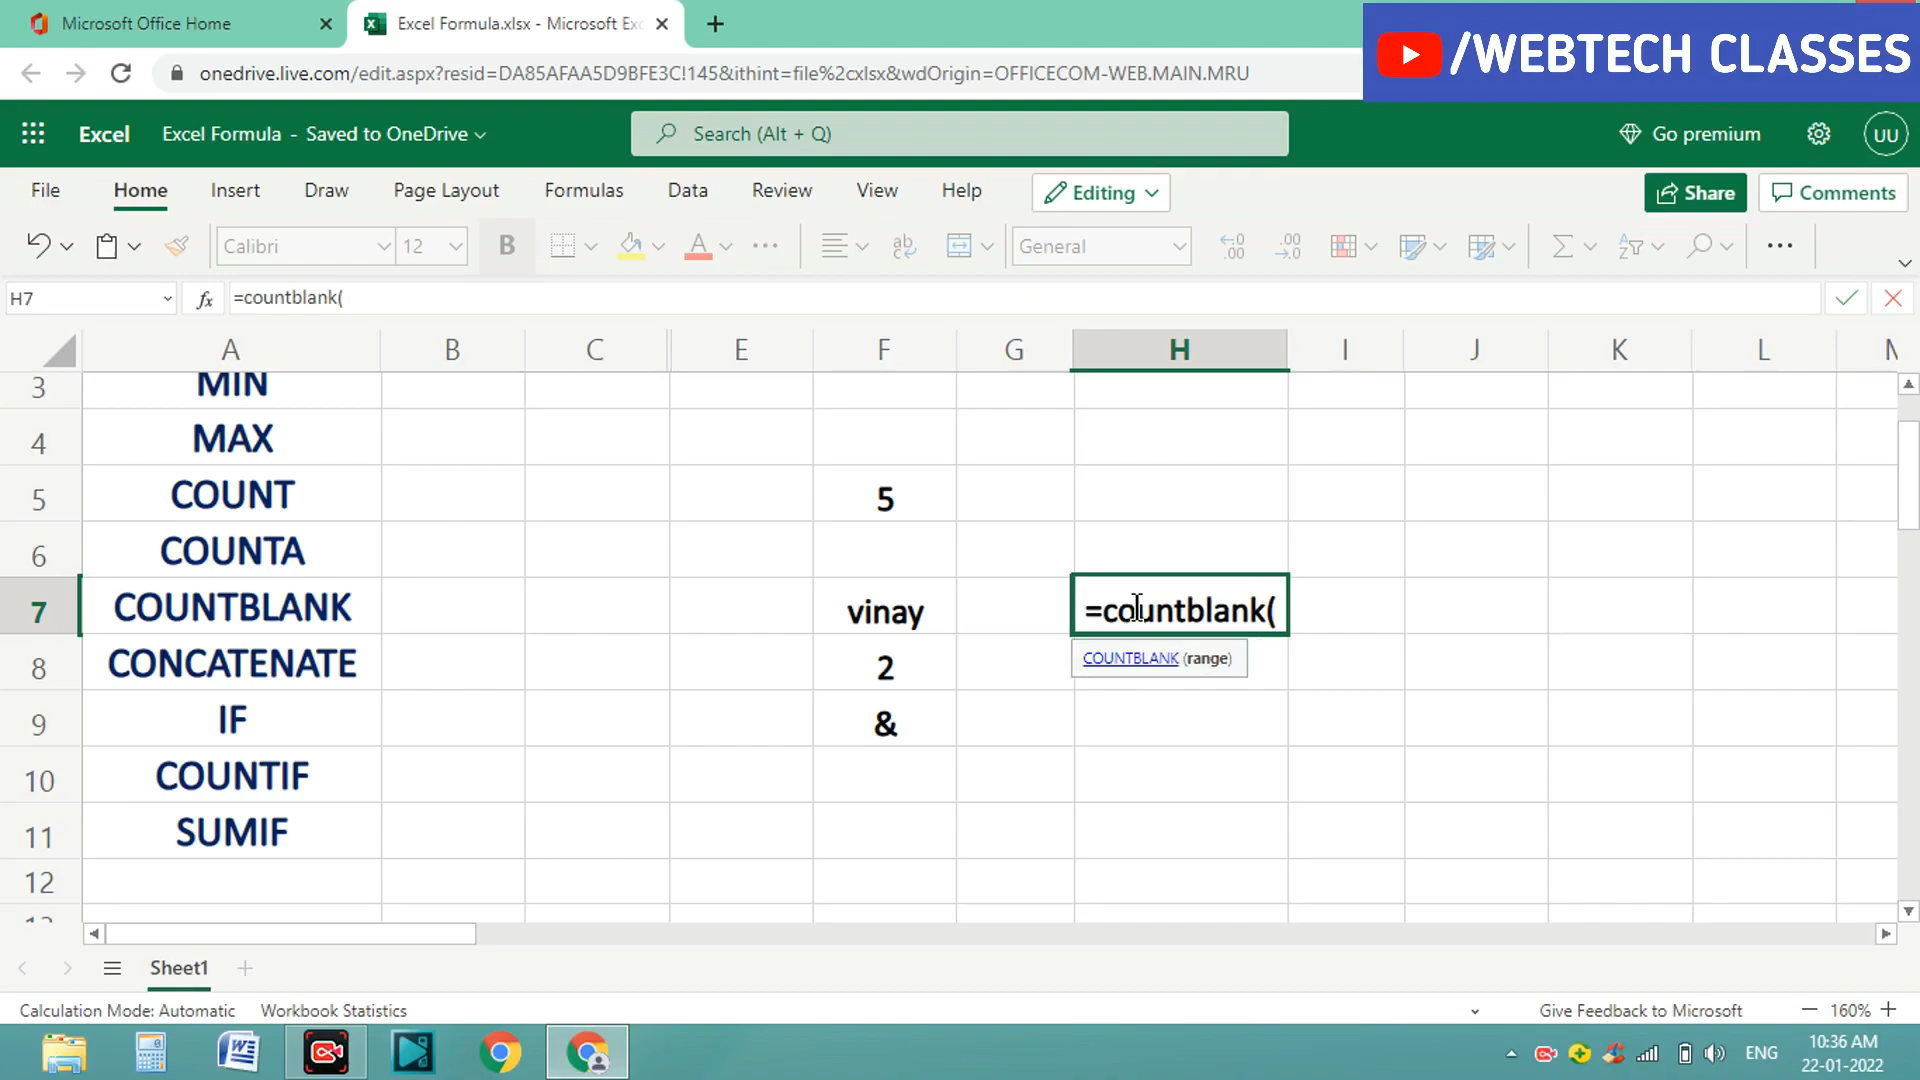 Microsoft Office Home
Excel Formula.xlsx - Microsoft Exc
/WEBTECH CLASSES
onedrive.live.com/edit.aspx?resid=DA85AFAA5D9BFE3C!145&ithint=file%2cxlsx&wdOrigin=OFFICECOM-WEB.MAIN.MRU
Excel
Excel Formula - Saved to OneDrive
Search (Alt + Q)
Go premium
UU
File Home Insert Draw Page Layout Formulas Data Review View Help
Editing
Share
Comments
Calibri 12 B A ab General
H7 fx =countblank(
A B C E F G H I J K L M
3 MIN
4 MAX
5 COUNT 5
6 COUNTA
7 COUNTBLANK vinay =countblank(
COUNTBLANK (range)
8 CONCATENATE 2
9 IF &
10 COUNTIF
11 SUMIF
12
13
Sheet1
Calculation Mode: Automatic Workbook Statistics
Give Feedback to Microsoft
160%
ENG
10:36 AM
22-01-2022